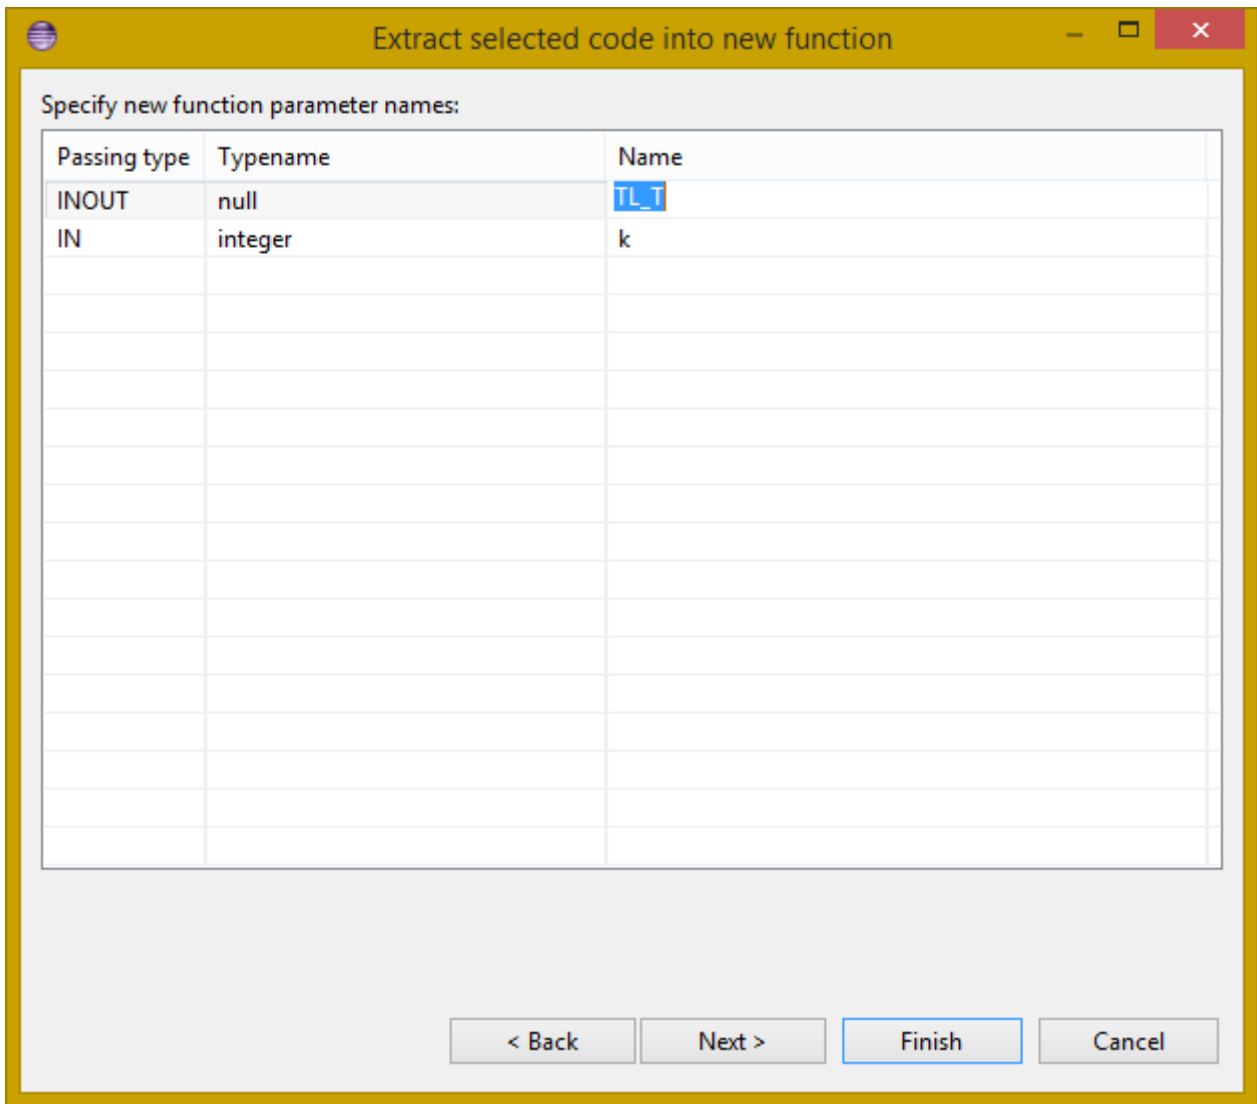 Extract selected code into new function
Specify new function parameter names:
Passing type Typename Name
INOUT null TL_T
IN integer k
< Back Next > Finish Cancel